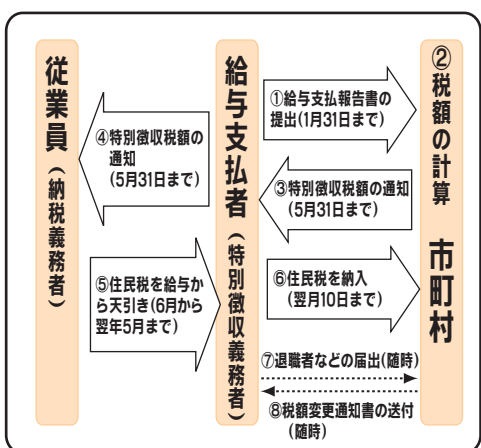 従業員(納税義務者)
給与支払者(特別徴収義務者)
②税額の計算 市町村
①給与支払報告書の
提出(1月31日まで)
④特別徴収税額の
通知
(5月31日まで)
③特別徴収税額の通知
(5月31日まで)
⑤住民税を給与か
ら天引き(6月から
翌年5月まで)
⑥住民税を納入
(翌月10日まで)
⑦退職者などの届出(随時)
⑧税額変更通知書の送付
(随時)